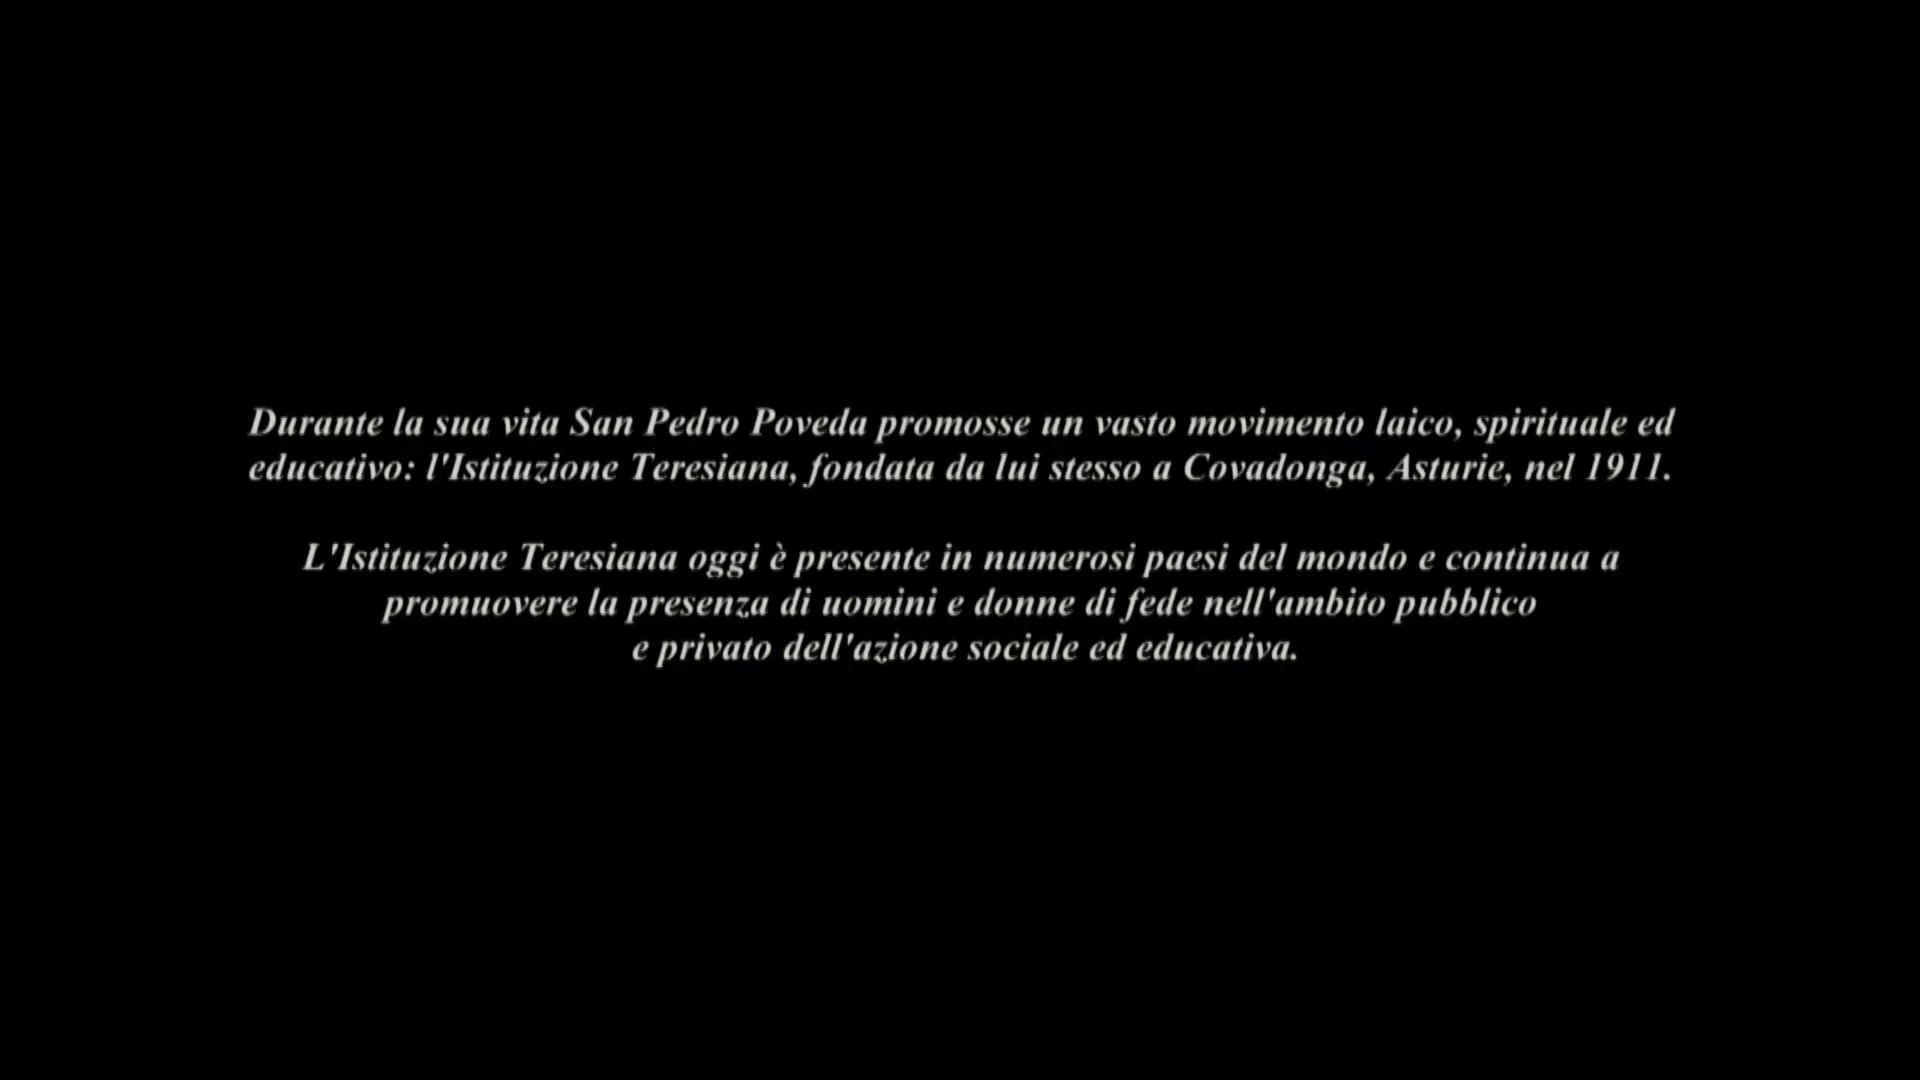 Durante la sua vita San Pedro Poveda promosse un vasto movimento laico, spirituale ed
educativo: l'Istituzione Teresiana, fondata da lui stesso a Covadonga, Asturie, nel 1911.
L'Istituzione Teresiana oggi è presente in numerosi paesi del mondo e continua a
promuovere la presenza di uomini e donne di fede nell'ambito pubblico
e privato dell'azione sociale ed educativa.